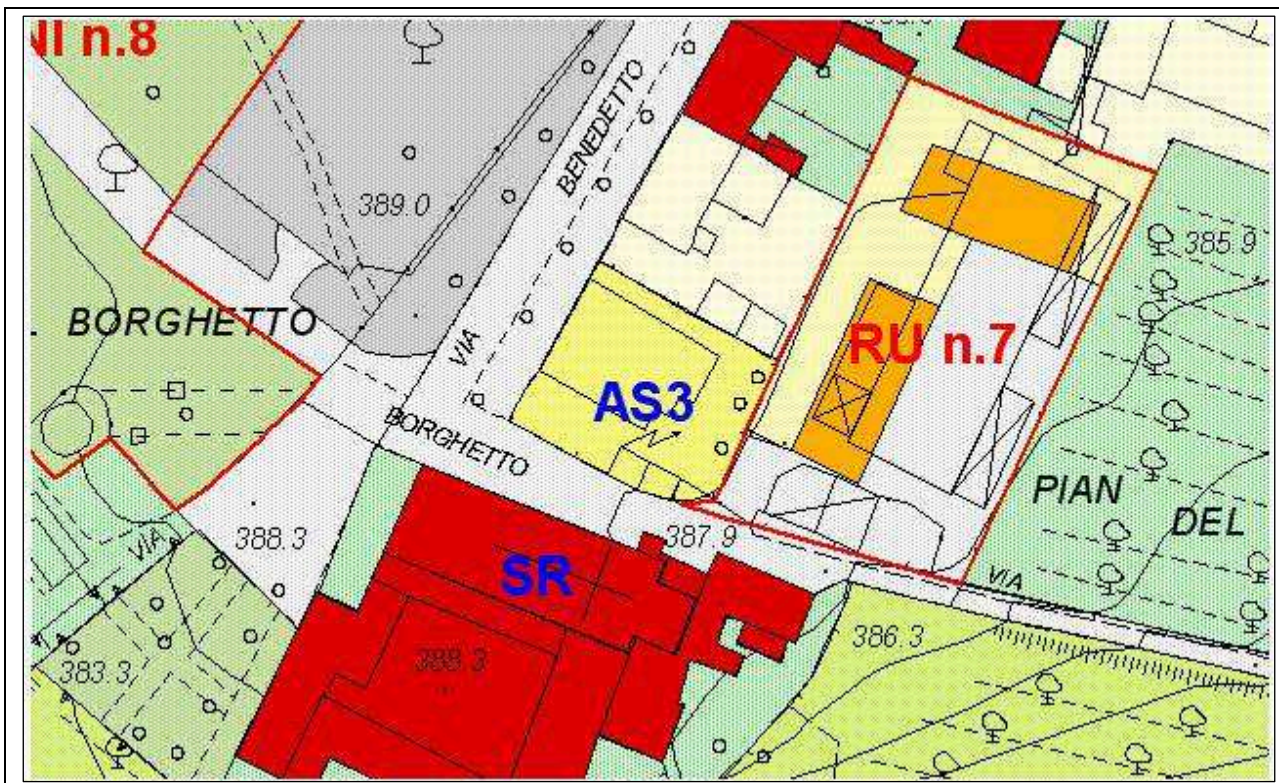 NI n.8
BENEDETTO
389.0
385.9
BORGHETTO
VIA
RU n.7
AS3
BORGHETTO
PIAN
DEL
388.3
387.9
VIA
SR
VIA
386.3
388.3
383.3